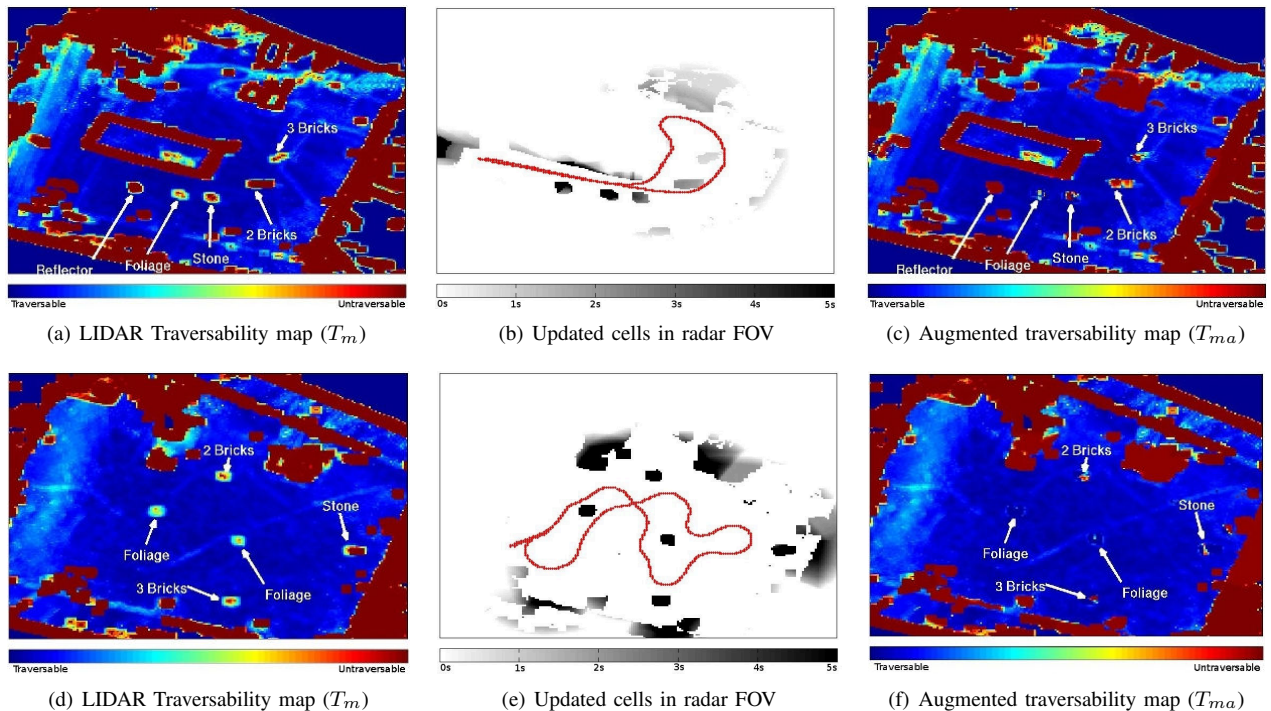 3 Bricks
2 Bricks
Stone
Foliage
Reflector
Traversable Untraversable
(a) LIDAR Traversability map (Tm)
0s 1s 2s 3s 4s 5s
(b) Updated cells in radar FOV
3 Bricks
2 Bricks
Stone
Foliage
Reflector
Traversable Untraversable
(c) Augmented traversability map (Tma)
2 Bricks
Stone
Foliage
3 Bricks
Foliage
Traversable Untraversable
(d) LIDAR Traversability map (Tm)
0s 1s 2s 3s 4s 5s
(e) Updated cells in radar FOV
2 Bricks
Stone
Foliage
3 Bricks
Foliage
Traversable Untraversable
(f) Augmented traversability map (Tma)